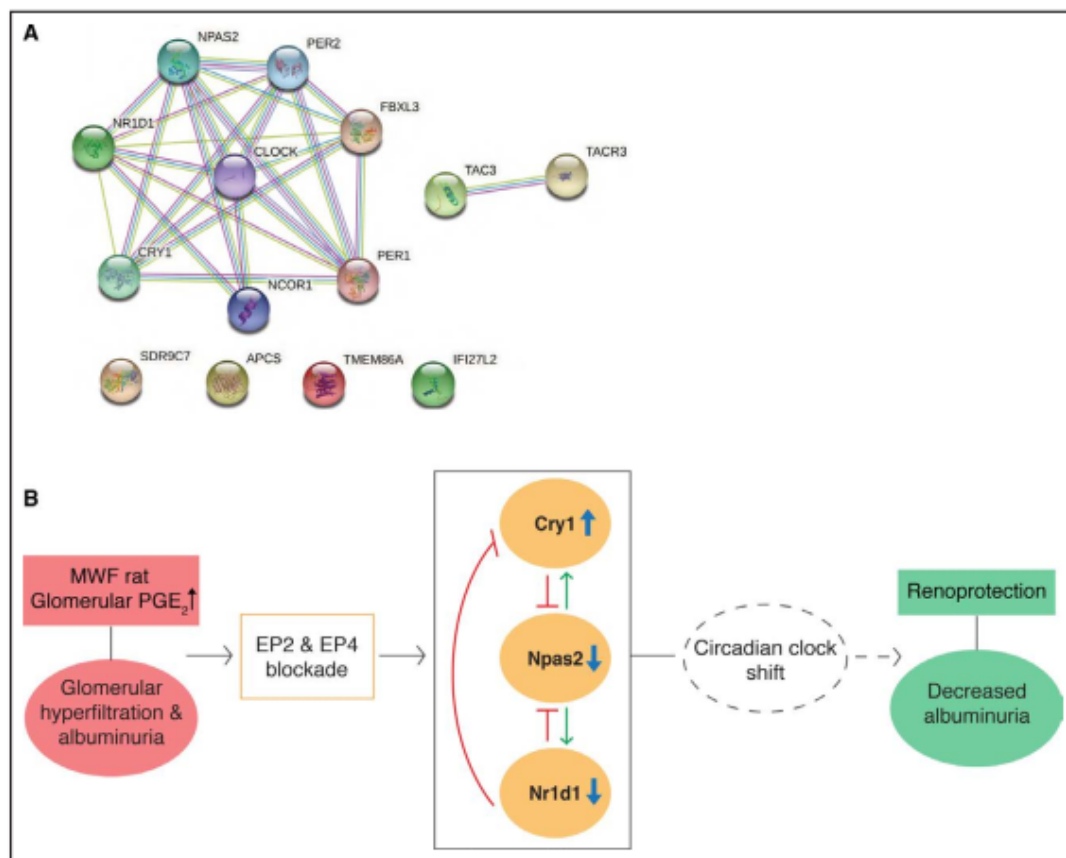 A
NPAS2
PER2
FBXL3
NR1D1
CLOCK
TAC3
TACR3
CRY1
PER1
NCOR1
SDR9C7
APCS
TMEM86A
IFI27L2
B
MWF rat
Glomerular PGE₂↑
Glomerular
hyperfiltration &
albuminuria
EP2 & EP4
blockade
Cry1
Npas2
Nr1d1
Circadian clock
shift
Renoprotection
Decreased
albuminuria